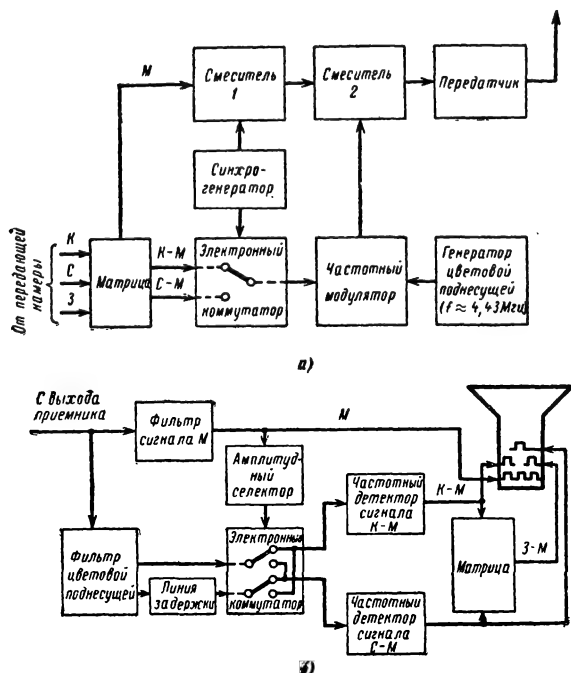 М
Смеситель
1
Смеситель
2
Передатчик
Синхро-
генератор
От передающей
камеры
К
С
З
Матрица
К-М
С-М
Электронный
коммутатор
Частотный
модулятор
Генератор
цветовой
поднесущей
(f ≈ 4,43Мгц)
а)
С выхода
приемника
Фильтр
сигнала М
М
Амплитуд-
ный
селектор
Частотный
детектор
сигнала
К-М
К-М
Фильтр
цветовой
поднесущей
Линия
задержки
Электронный
коммутатор
Матрица
З-М
Частотный
детектор
сигнала
С-М
б)